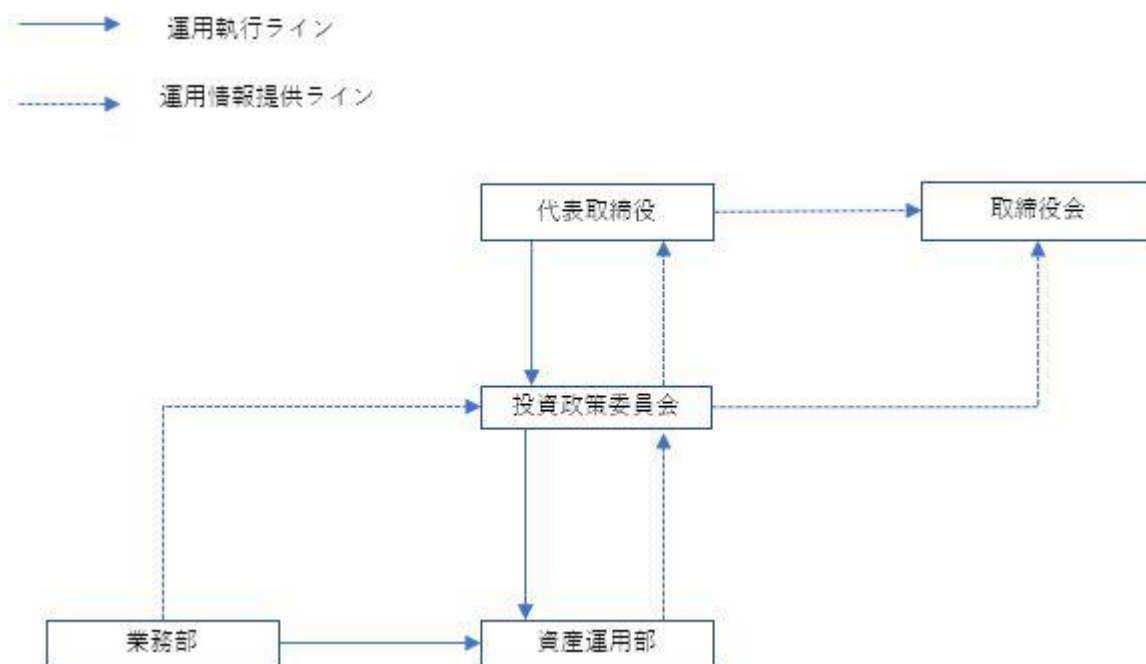 運用執行ライン
運用情報提供ライン
代表取締役
取締役会
投資政策委員会
業務部
資産運用部